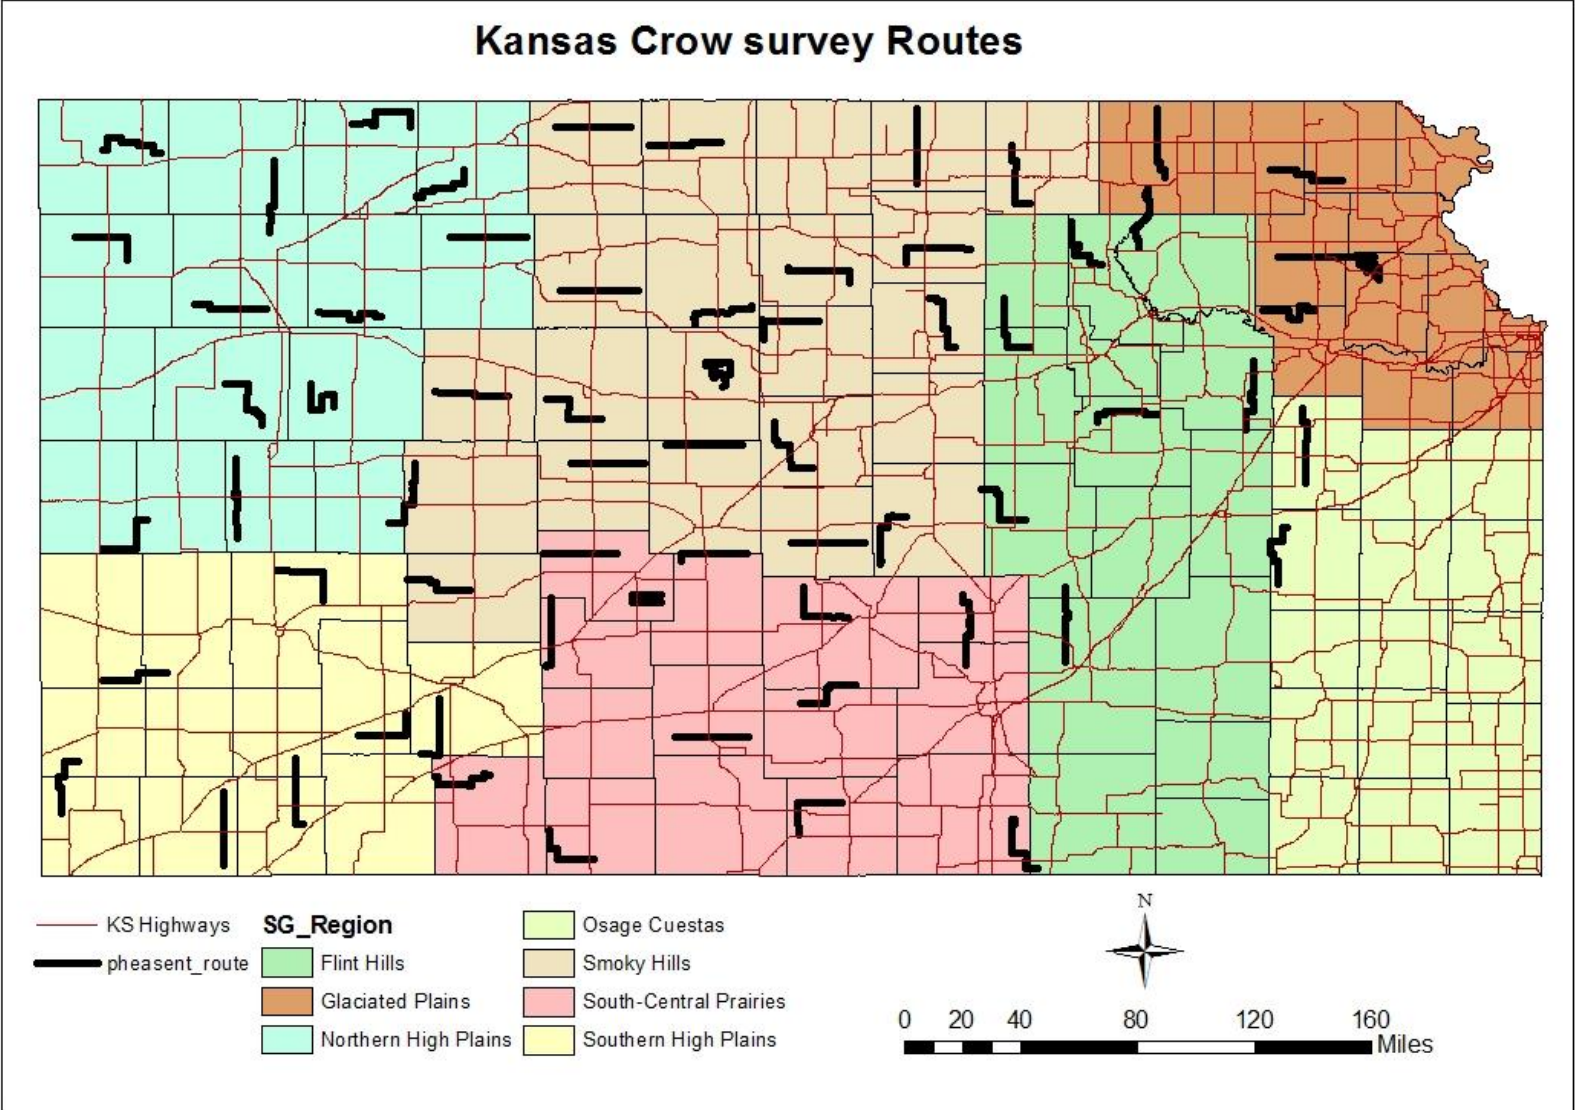 Kansas Crow survey Routes
KS Highways
pheasent_route
SG_Region
Flint Hills
Glaciated Plains
Northern High Plains
Osage Cuestas
Smoky Hills
South-Central Prairies
Southern High Plains
N
0 20 40 80 120 160
Miles